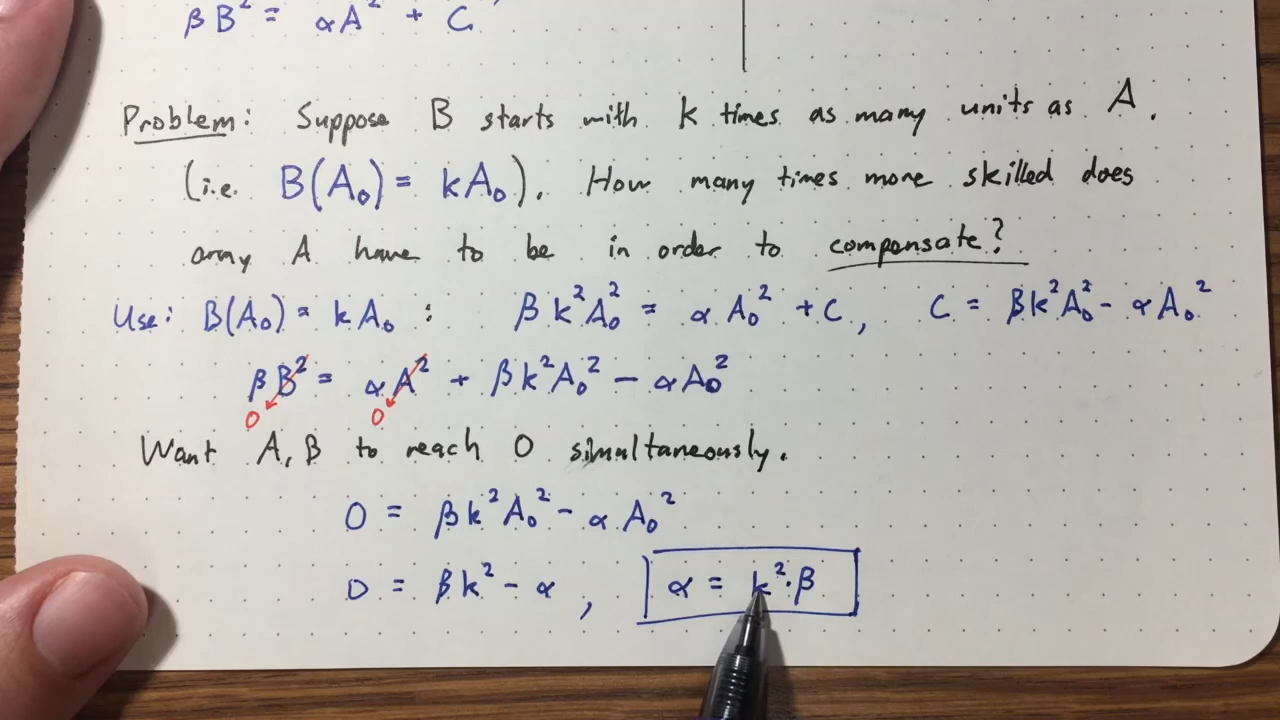 βB² = αA² + C
Problem: Suppose B starts with k times as many units as A.
(i.e. B(A₀) = kA₀). How many times more skilled does
army A have to be in order to compensate?
Use: B(A₀) = kA₀ : βk²A₀² = αA₀² + C, C = βk²A₀² - αA₀²
βB² = αA² + βk²A₀² - αA₀²
0 0
Want A, B to reach 0 simultaneously.
0 = βk²A₀² - αA₀²
0 = βk² - α, α = k²·β